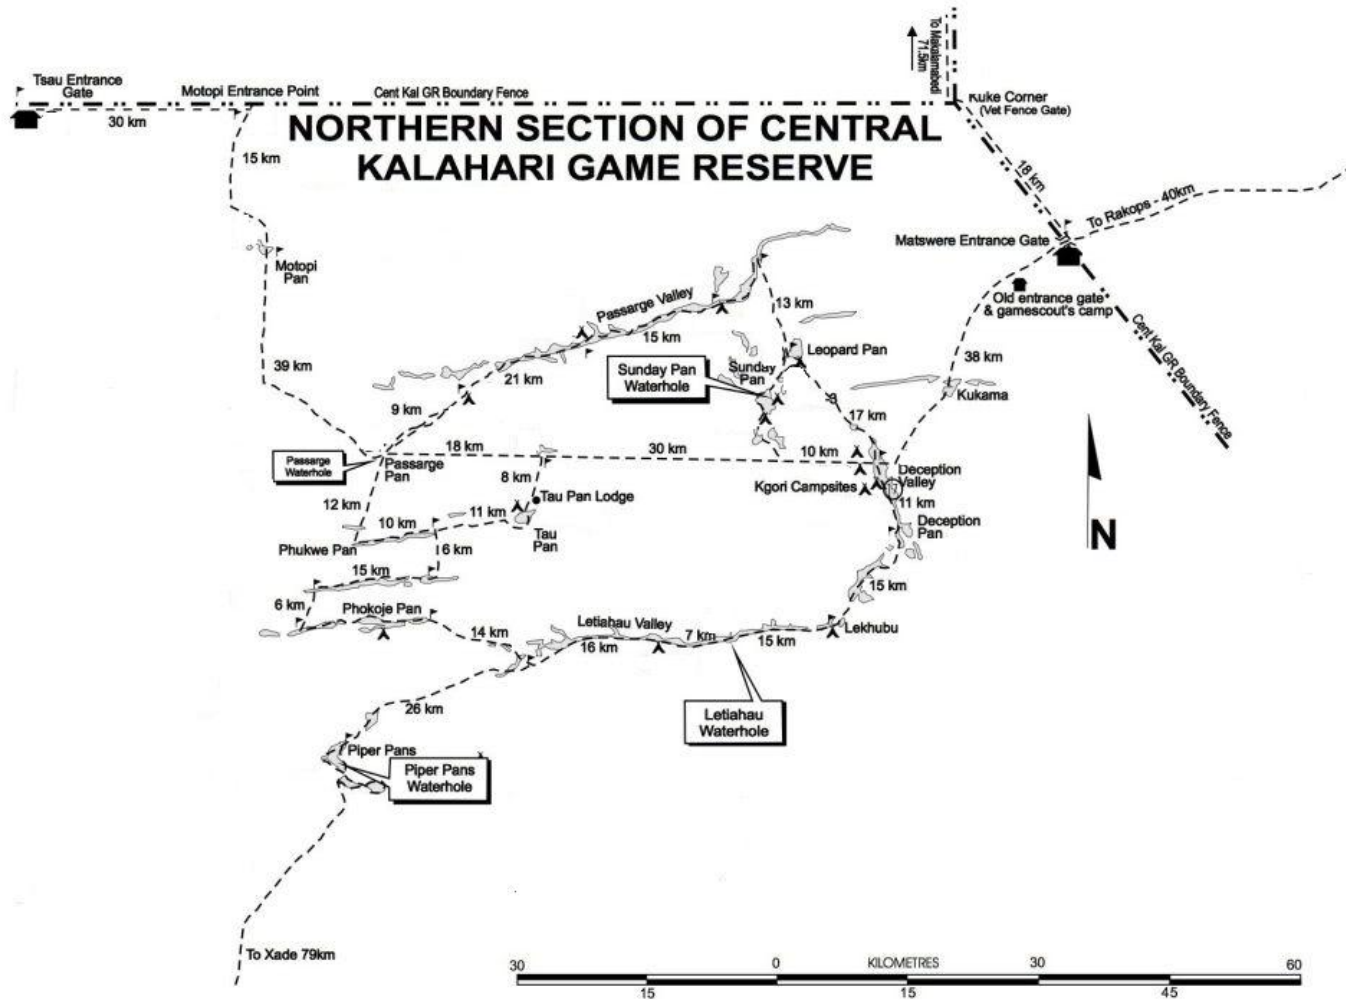 To Makalamabedi
71.5km
Tsau Entrance
Gate
Motopi Entrance Point
Cent Kal GR Boundary Fence
Kuke Corner
(Vet Fence Gate)
30 km
NORTHERN SECTION OF CENTRAL
KALAHARI GAME RESERVE
15 km
18 km
To Rakops - 40km
Matswere Entrance Gate
Motopi
Pan
Old entrance gate
& gamescout's camp
Cent Kal GR Boundary Fence
Passarge Valley
13 km
15 km
Leopard Pan
38 km
39 km
21 km
Sunday Pan
Waterhole
Sunday
Pan
Kukama
9 km
17 km
18 km
30 km
10 km
Passarge
Waterhole
Passarge
Pan
8 km
Deception
Valley
Kgori Campsites
Tau Pan Lodge
12 km
11 km
11 km
10 km
Deception
Pan
Tau
Pan
Phukwe Pan
6 km
15 km
15 km
6 km
Phokoje Pan
14 km
Letiahau Valley
7 km
15 km
Lekhubu
16 km
26 km
Letiahau
Waterhole
Piper Pans
Piper Pans
Waterhole
N
To Xade 79km
KILOMETRES
30
0
30
60
15
15
45